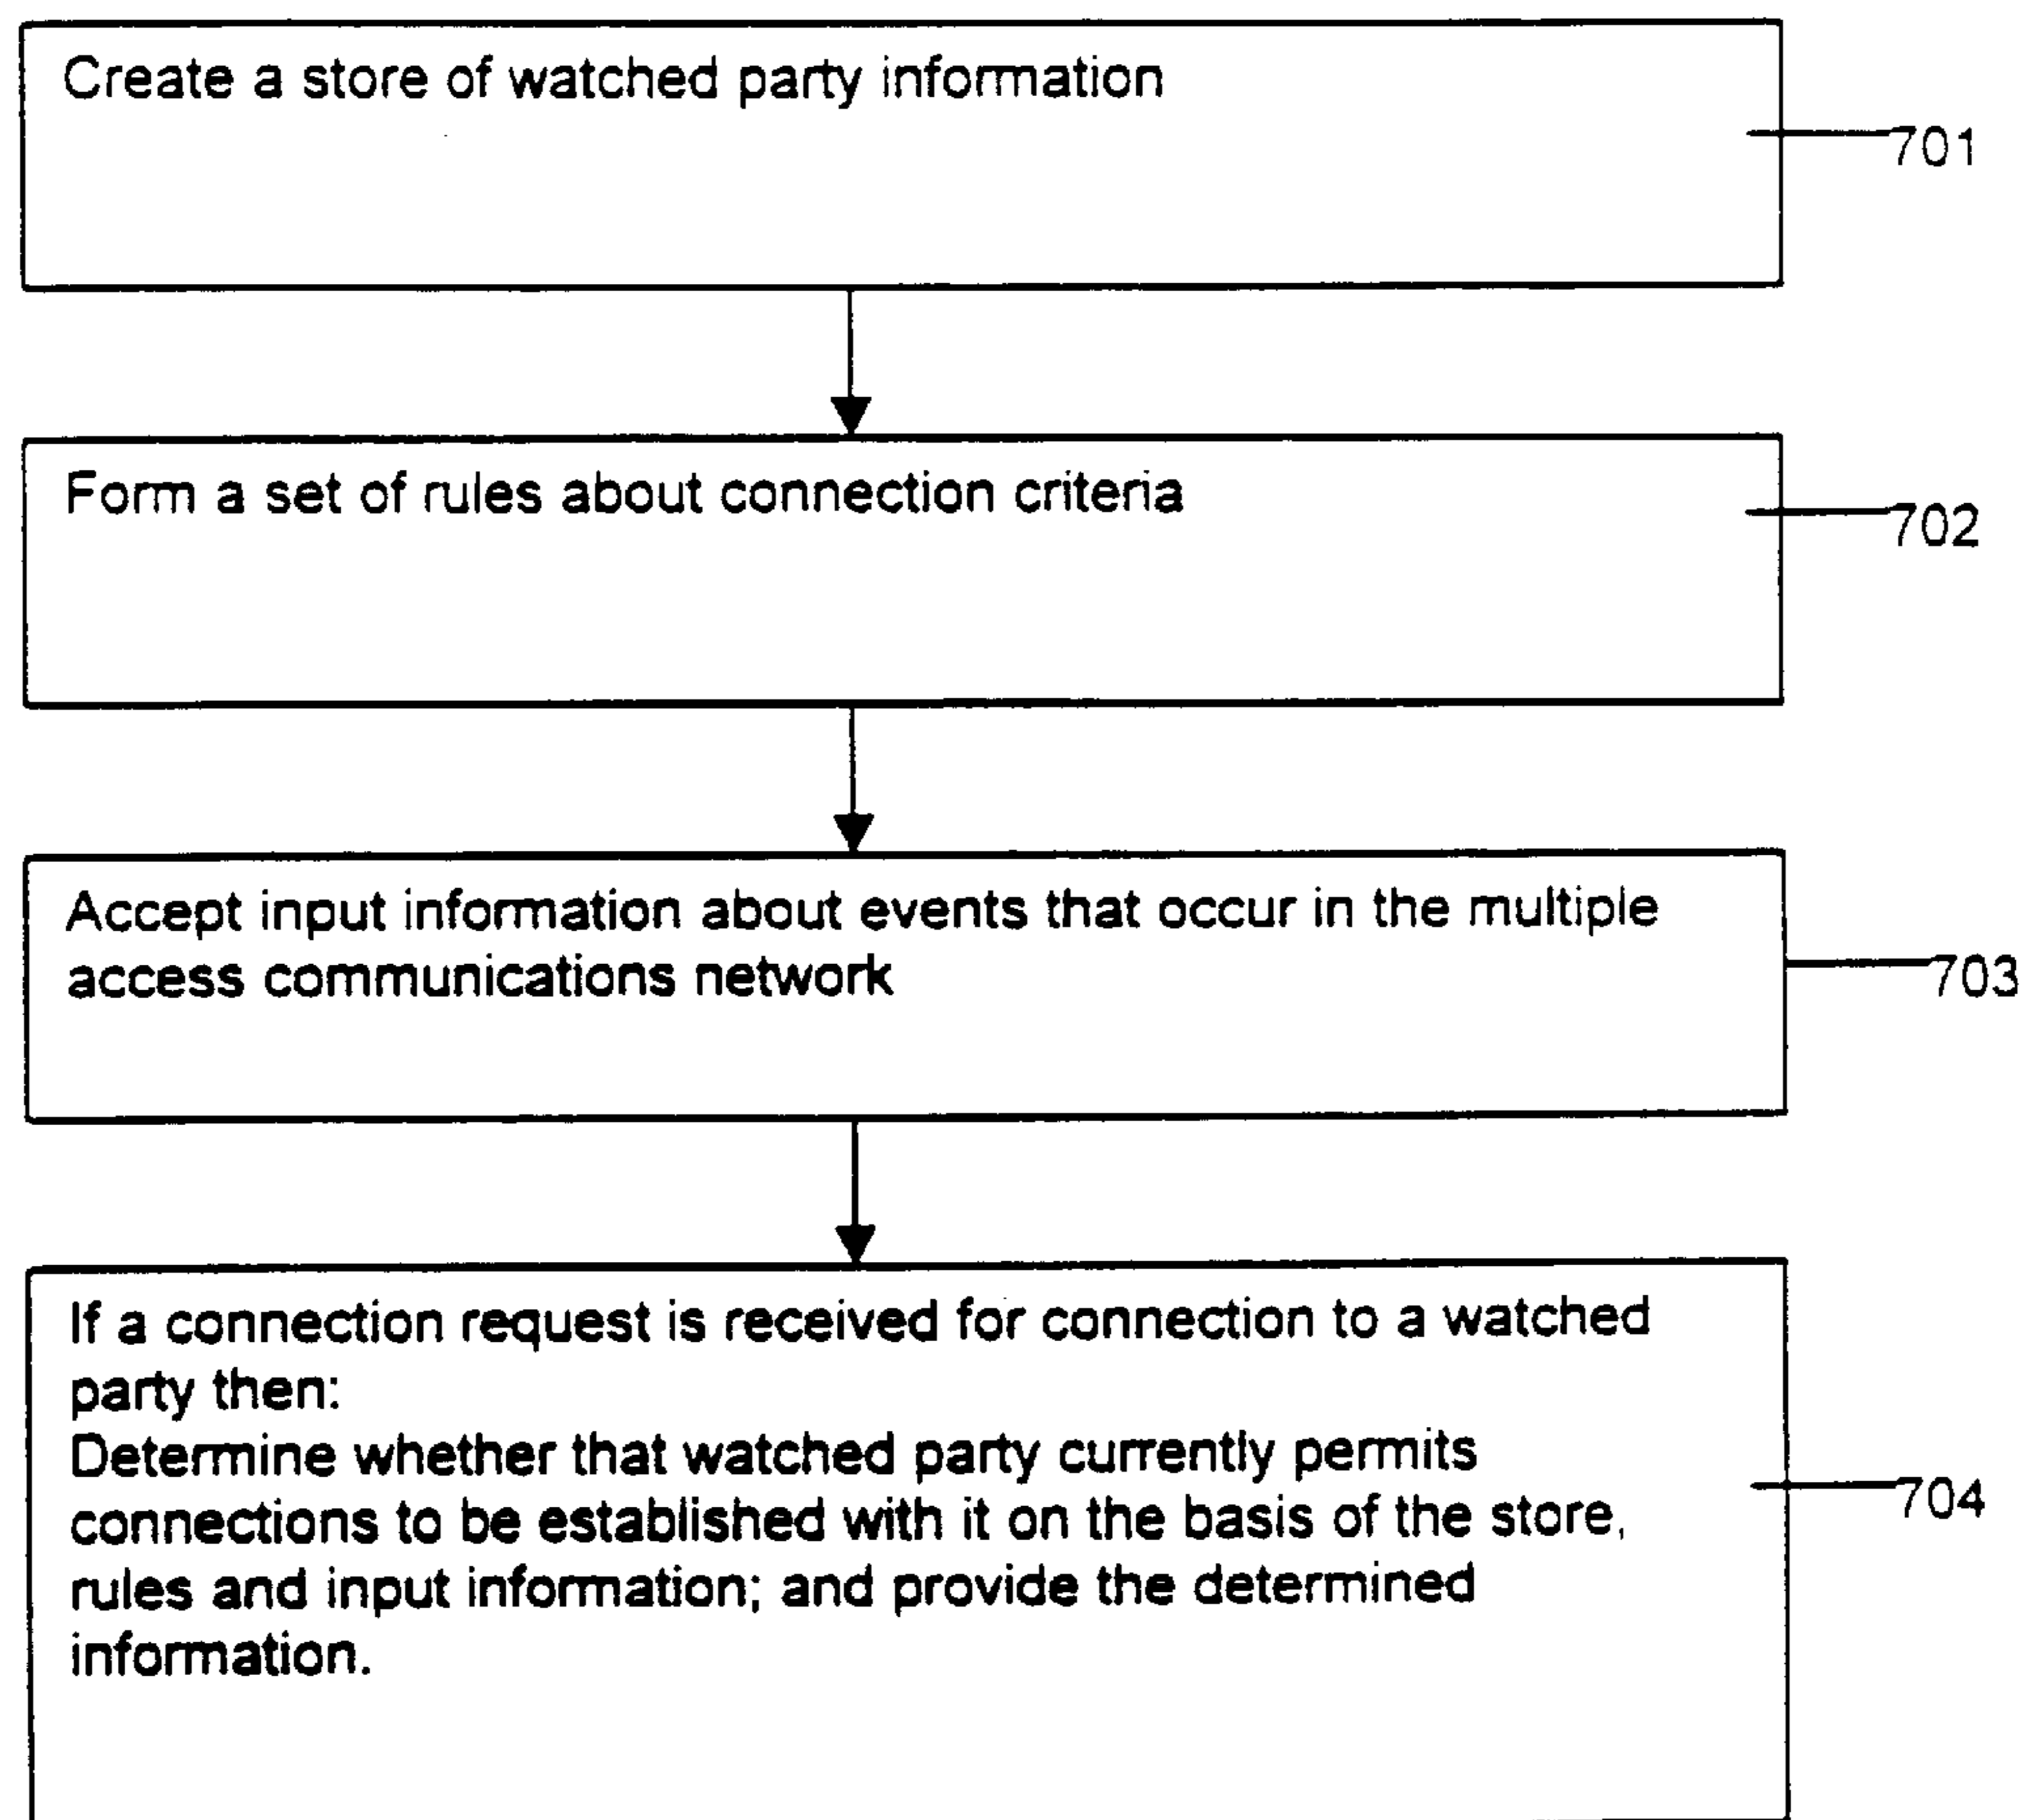 Create a store of watched party information
701
Form a set of rules about connection criteria
702
Accept input information about events that occur in the multiple
access communications network
703
If a connection request is received for connection to a watched
party then:
Determine whether that watched party currently permits
connections to be established with it on the basis of the store,
rules and input information; and provide the determined
information.
704